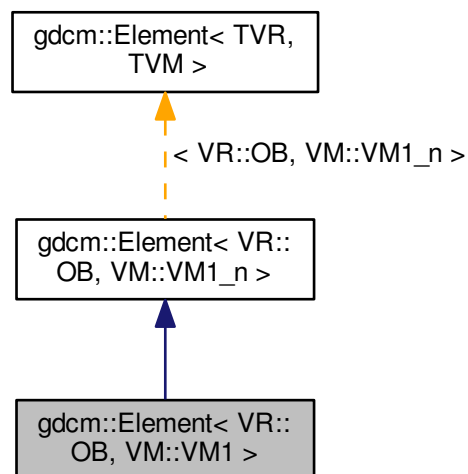 gdcm::Element< TVR,
TVM >
< VR::OB, VM::VM1_n >
gdcm::Element< VR::
OB, VM::VM1_n >
gdcm::Element< VR::
OB, VM::VM1 >